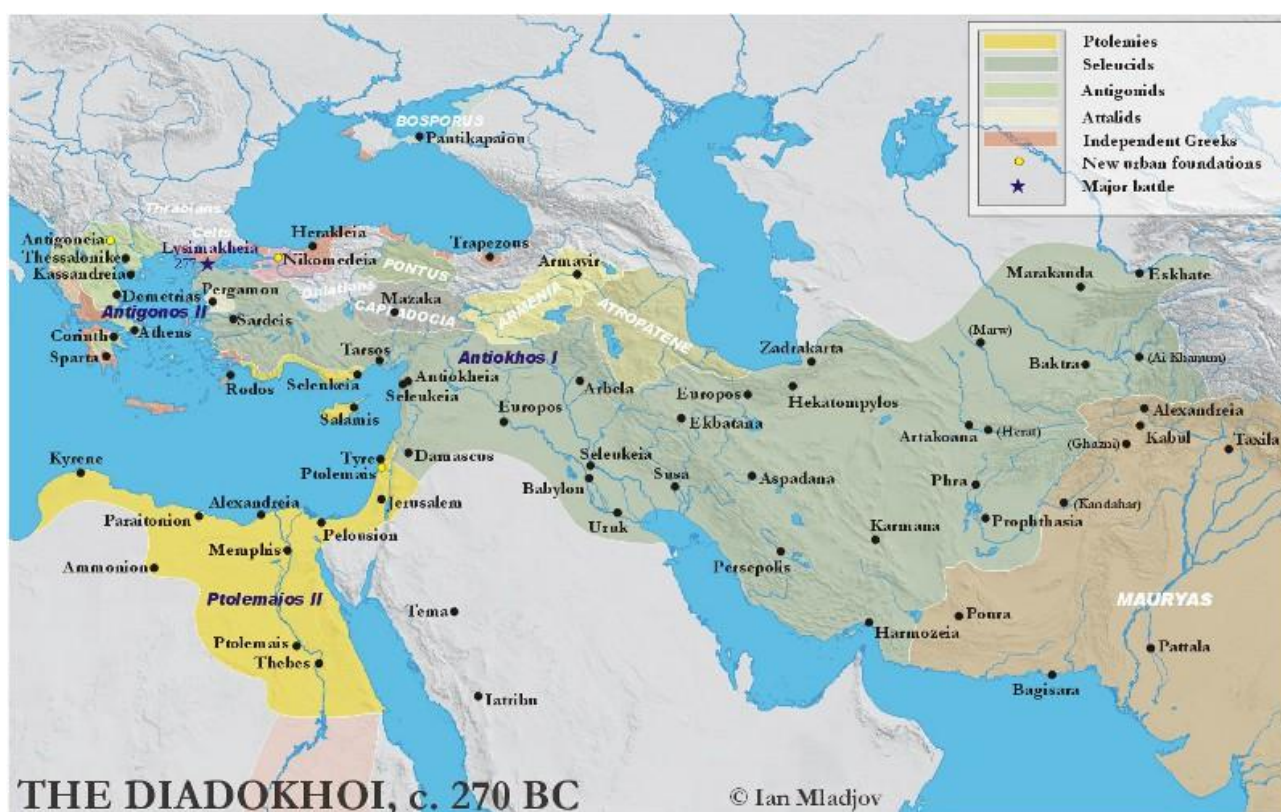 Ptolemies
Seleucids
Antigonids
Attalids
Independent Greeks
New urban foundations
Major battle
BOSPORUS
Pantikapaion
Thracians
Celts
Antigoneia
Lysimakheia
277
Herakleia
Nikomedeia
Trapezous
Thessalonike
Kassandreia
PONTUS
Armavir
Marakanda
Eskhate
Demetrias
Pergamon
Galatians
Mazaka
CAPPADOCIA
ARMENIA
ATROPATENE
Antigonos II
Sardeis
Corinth
Athens
Sparta
Tarsos
Antiokhos I
Zadrakarta
(Marw)
Baktra
(Ai Khanum)
Rodos
Selenkeia
Antiokheia
Seleukeia
Arbela
Europos
Hekatompylos
Salamis
Europos
Ekbatana
Artakoana
(Herat)
Alexandreia
Kabul
(Ghazni)
Taxila
Kyrene
Tyre
Ptolemais
Damascus
Seleukeia
Babylon
Susa
Aspadana
Phra
(Kandahar)
Paraitonion
Alexandreia
Jerusalem
Pelousion
Uruk
Karmana
Prophthasia
Memphis
Ammonion
Persepolis
Ptolemaios II
Tema
Harmozeia
Poura
MAURYAS
Ptolemais
Thebes
Pattala
Iatribu
Bagisara
THE DIADOKHOI, c. 270 BC
© Ian Mladjov